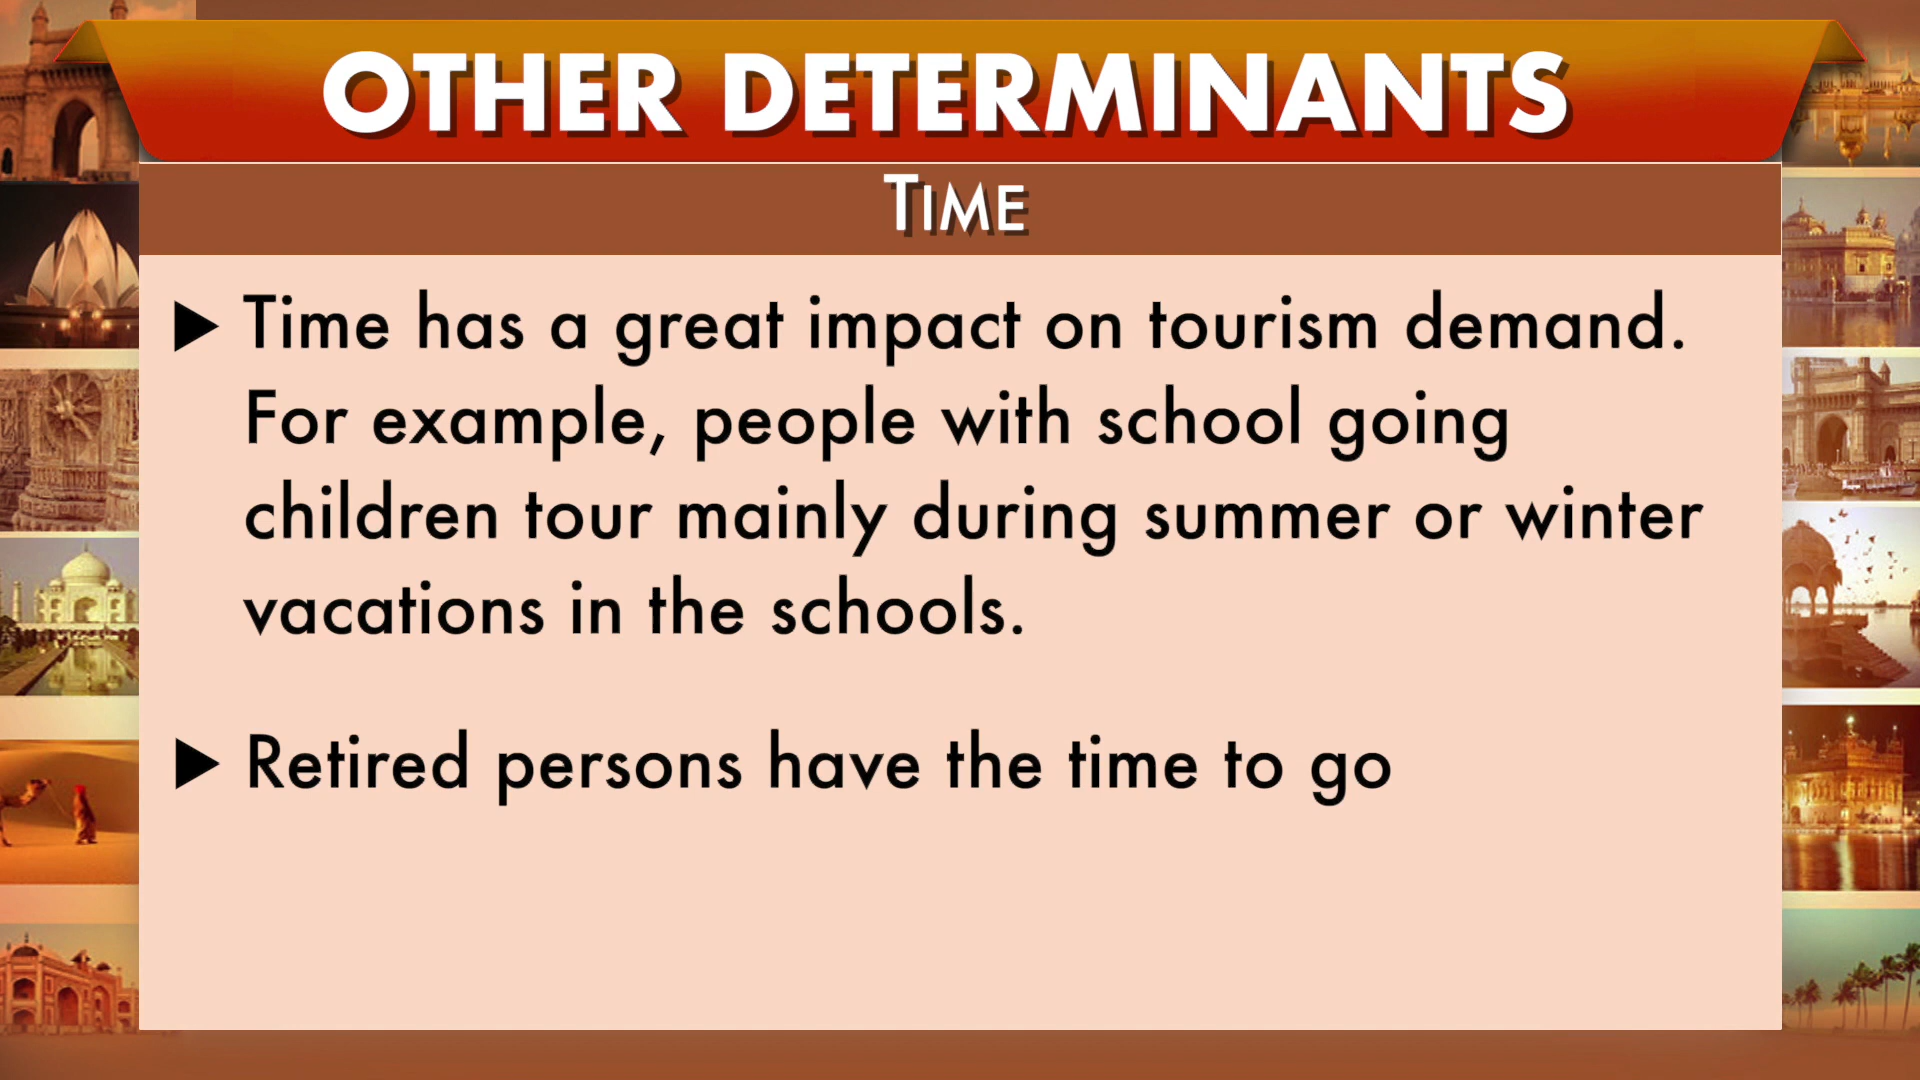 OTHER DETERMINANTS
TIME
Time has a great impact on tourism demand.
For example, people with school going
children tour mainly during summer or winter
vacations in the schools.
Retired persons have the time to go